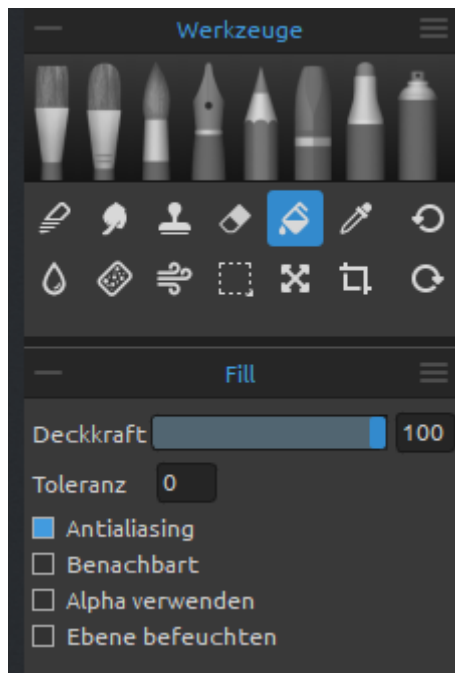 Werkzeuge
Fill
Deckkraft 100
Toleranz 0
Antialiasing
Benachbart
Alpha verwenden
Ebene befeuchten